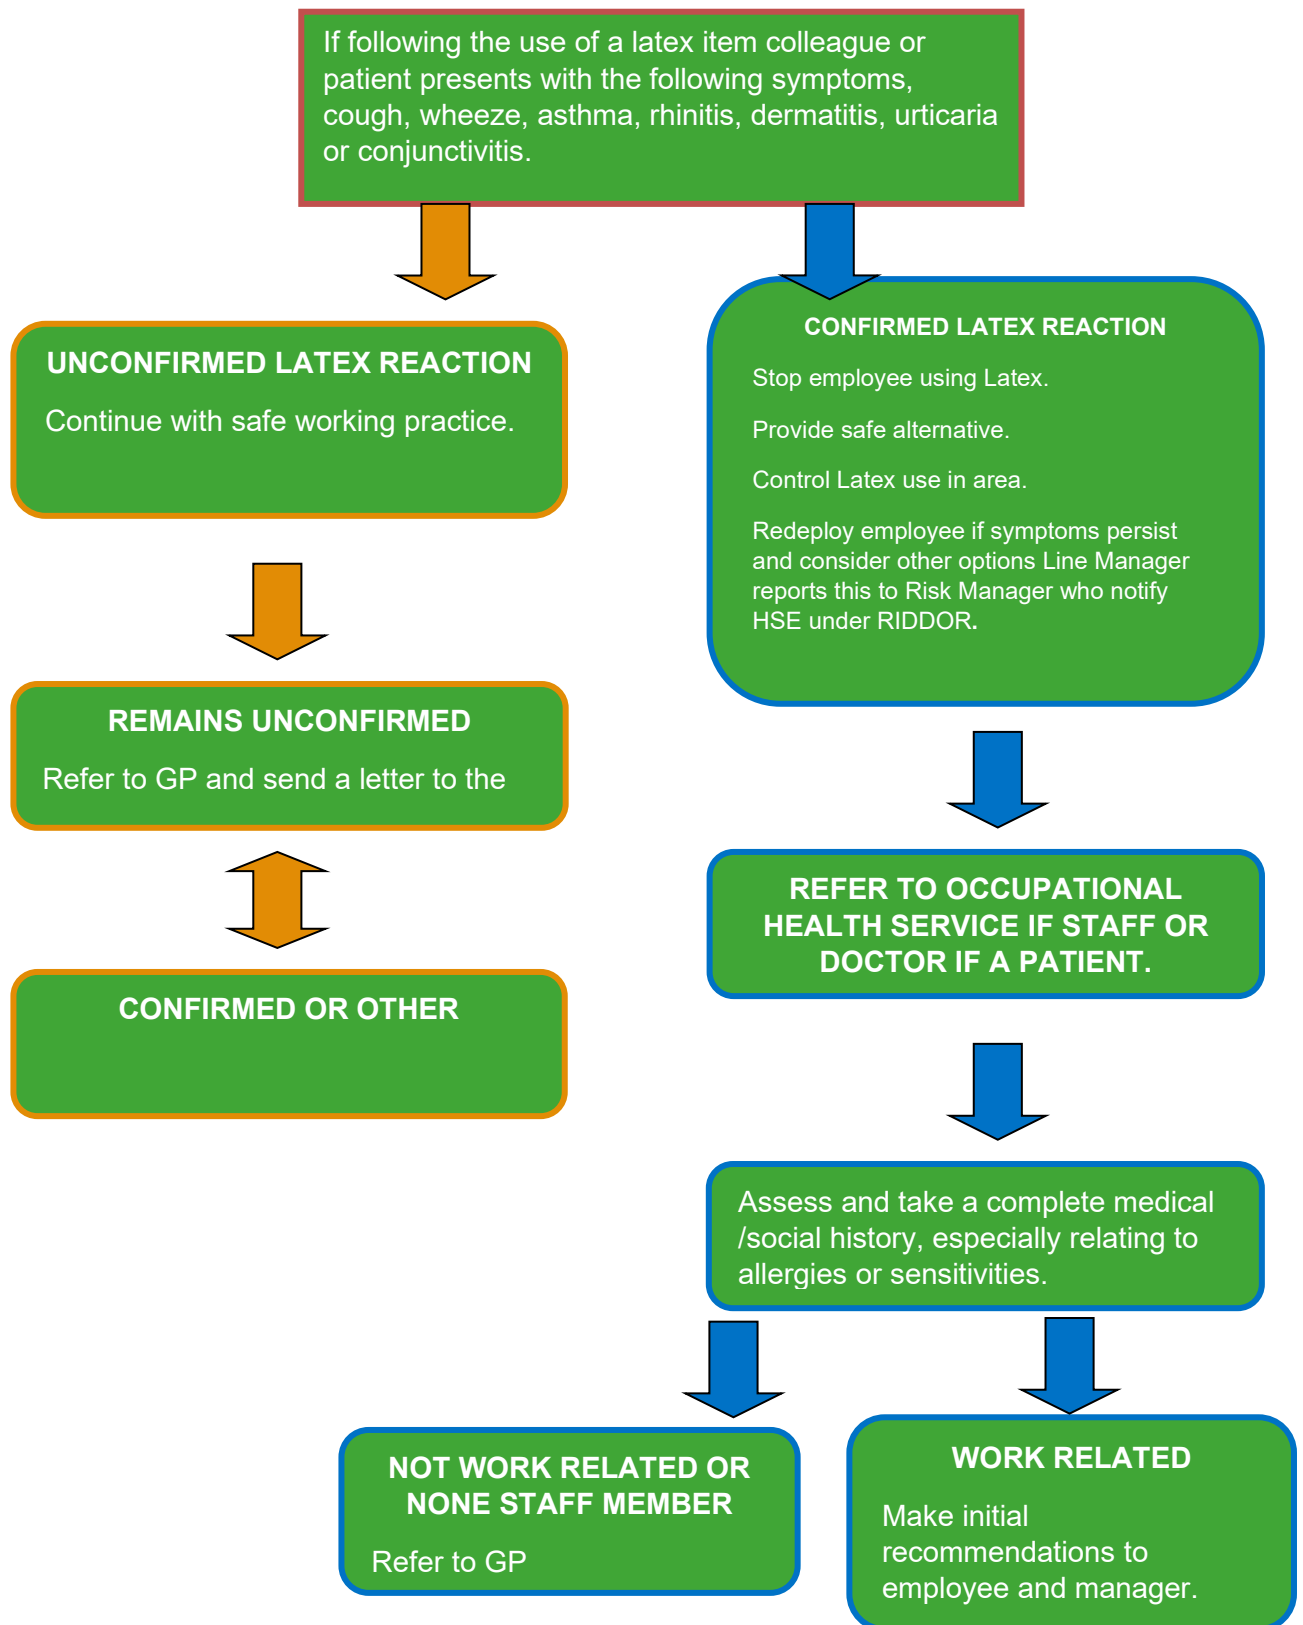 If following the use of a latex item colleague or
patient presents with the following symptoms,
cough, wheeze, asthma, rhinitis, dermatitis, urticaria
or conjunctivitis.
UNCONFIRMED LATEX REACTION
Continue with safe working practice.
CONFIRMED LATEX REACTION
Stop employee using Latex.
Provide safe alternative.
Control Latex use in area.
Redeploy employee if symptoms persist
and consider other options Line Manager
reports this to Risk Manager who notify
HSE under RIDDOR.
REMAINS UNCONFIRMED
Refer to GP and send a letter to the
CONFIRMED OR OTHER
REFER TO OCCUPATIONAL
HEALTH SERVICE IF STAFF OR
DOCTOR IF A PATIENT.
Assess and take a complete medical
/social history, especially relating to
allergies or sensitivities.
NOT WORK RELATED OR
NONE STAFF MEMBER
Refer to GP
WORK RELATED
Make initial
recommendations to
employee and manager.